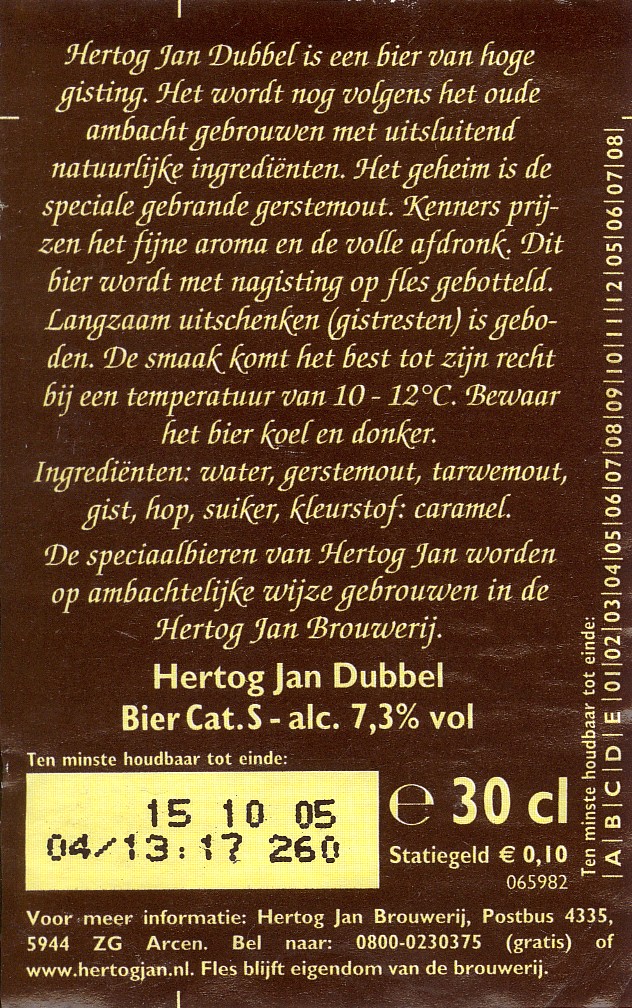 Hertog Jan Dubbel is een bier van hoge
gisting. Het wordt nog volgens het oude
ambacht gebrouwen met uitsluitend
natuurlijke ingrediënten. Het geheim is de
speciale gebrande gerstemout. Kenners prij-
zen het fijne aroma en de volle afdronk. Dit
bier wordt met nagisting op fles gebotteld.
Langzaam uitschenken (gistresten) is gebo-
den. De smaak komt het best tot zijn recht
bij een temperatuur van 10 - 12°C. Bewaar
het bier koel en donker.
Ingrediënten: water, gerstemout, tarwemout,
gist, hop, suiker, kleurstof: caramel.
De speciaalbieren van Hertog Jan worden
op ambachtelijke wijze gebrouwen in de
Hertog Jan Brouwerij.
Hertog Jan Dubbel
Bier Cat. S - alc. 7,3% vol
Ten minste houdbaar tot einde:
15 10 05
04/13:17 260
℮ 30 cl
Statiegeld € 0,10
065982
Voor meer informatie: Hertog Jan Brouwerij, Postbus 4335,
5944 ZG Arcen. Bel naar: 0800-0230375 (gratis) of
www.hertogjan.nl. Fles blijft eigendom van de brouwerij.
Ten minste houdbaar tot einde:
|A|B|C|D|E|01|02|03|04|05|06|07|08|09|10|11|12|05|06|07|08|